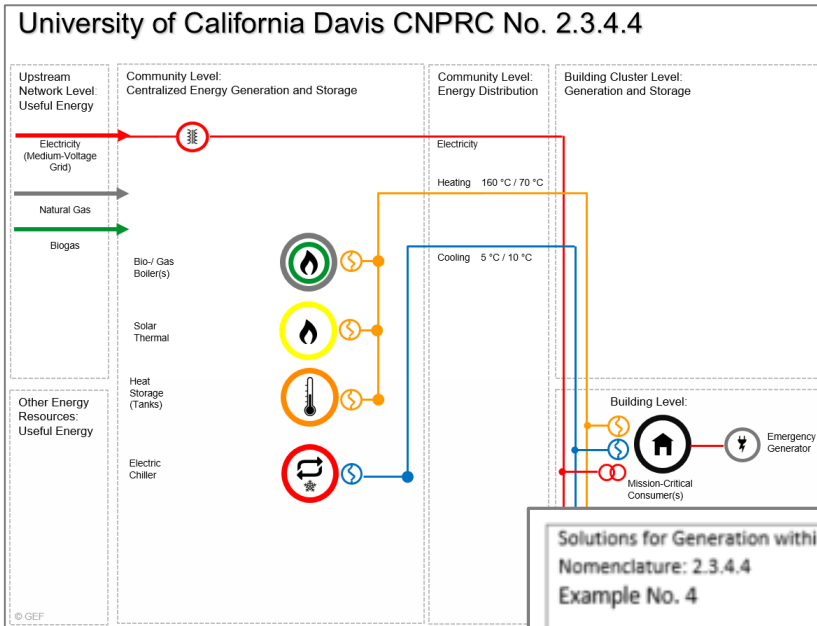 University of California Davis CNPRC No. 2.3.4.4
Upstream
Network Level:
Useful Energy
Community Level:
Centralized Energy Generation and Storage
Community Level:
Energy Distribution
Building Cluster Level:
Generation and Storage
Electricity
(Medium-Voltage
Grid)
Electricity
Natural Gas
Heating 160 °C / 70 °C
Biogas
Bio-/ Gas
Boiler(s)
Cooling 5 °C / 10 °C
Solar
Thermal
Heat
Storage
(Tanks)
Other Energy
Resources:
Useful Energy
Building Level:
Emergency
Generator
Electric
Chiller
Mission-Critical
Consumer(s)
Solutions for Generation withi
Nomenclature: 2.3.4.4
Example No. 4
© GEF